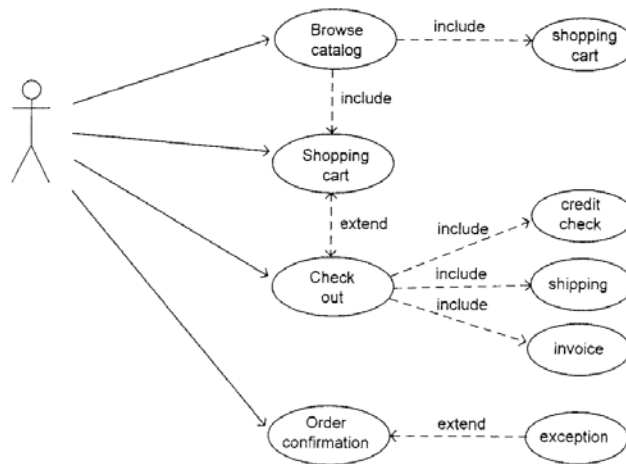 Browse
catalog
include
shopping
cart
include
Shopping
cart
extend
credit
check
include
Check
out
include
shipping
include
invoice
Order
confirmation
extend
exception